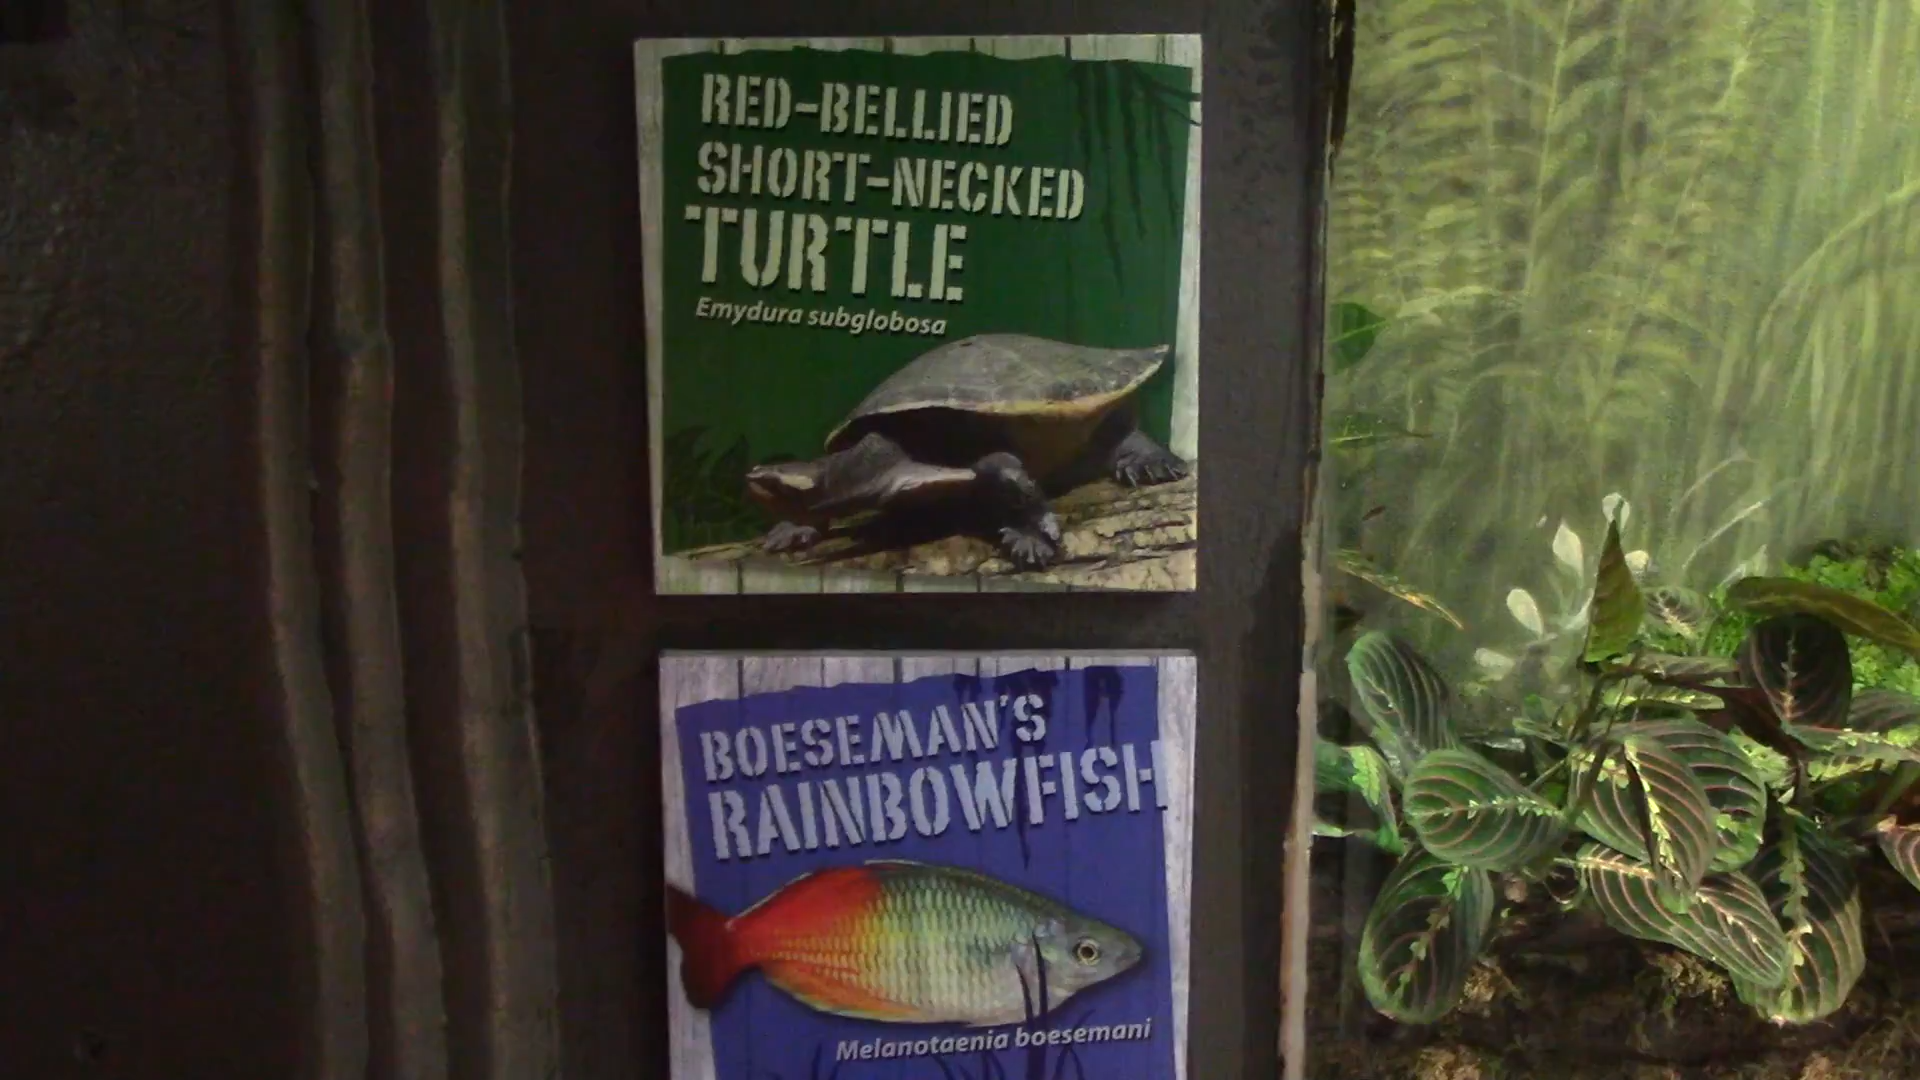 RED-BELLIED
SHORT-NECKED
TURTLE
Emydura subglobosa
BOESEMAN'S
RAINBOWFISH
Melanotaenia boesemani